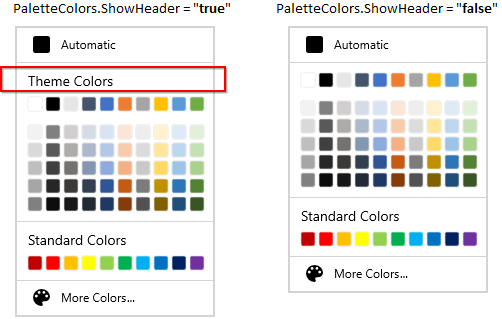 PaletteColors.ShowHeader = "true"
Automatic
Theme Colors
Standard Colors
More Colors...
PaletteColors.ShowHeader = "false"
Automatic
Standard Colors
More Colors...